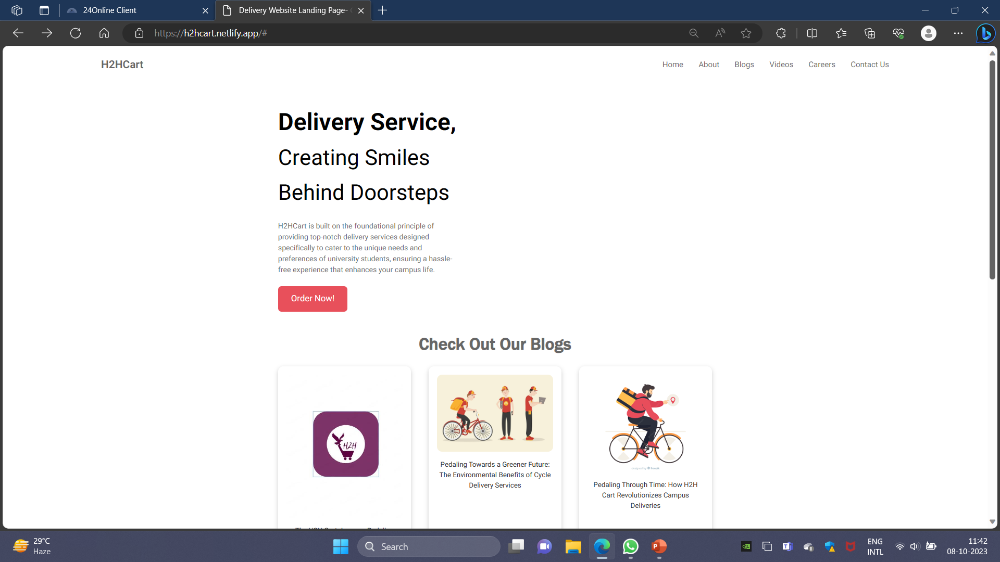 24Online Client
Delivery Website Landing Page-
https://h2hcart.netlify.app/#
H2HCart
Home About Blogs Videos Careers Contact Us
Delivery Service,
Creating Smiles
Behind Doorsteps
H2HCart is built on the foundational principle of
providing top-notch delivery services designed
specifically to cater to the unique needs and
preferences of university students, ensuring a hassle-
free experience that enhances your campus life.
Order Now!
Check Out Our Blogs
H2H
designed by freepik
Pedaling Towards a Greener Future:
The Environmental Benefits of Cycle
Delivery Services
Pedaling Through Time: How H2H
Cart Revolutionizes Campus
Deliveries
29°C
Haze
Search
ENG
INTL
11:42
08-10-2023